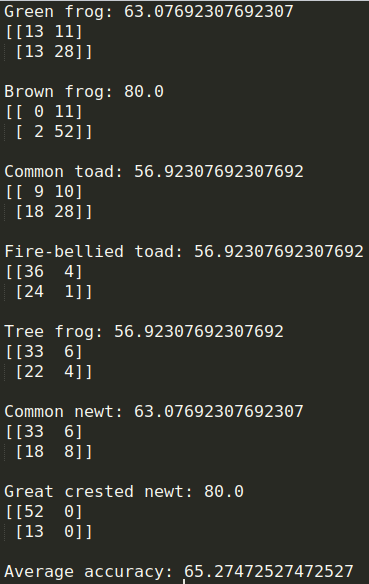 Green frog: 63.07692307692307
[[13 11]
 [13 28]]

Brown frog: 80.0
[[ 0 11]
 [ 2 52]]

Common toad: 56.92307692307692
[[ 9 10]
 [18 28]]

Fire-bellied toad: 56.92307692307692
[[36  4]
 [24  1]]

Tree frog: 56.92307692307692
[[33  6]
 [22  4]]

Common newt: 63.07692307692307
[[33  6]
 [18  8]]

Great crested newt: 80.0
[[52  0]
 [13  0]]

Average accuracy: 65.27472527472527